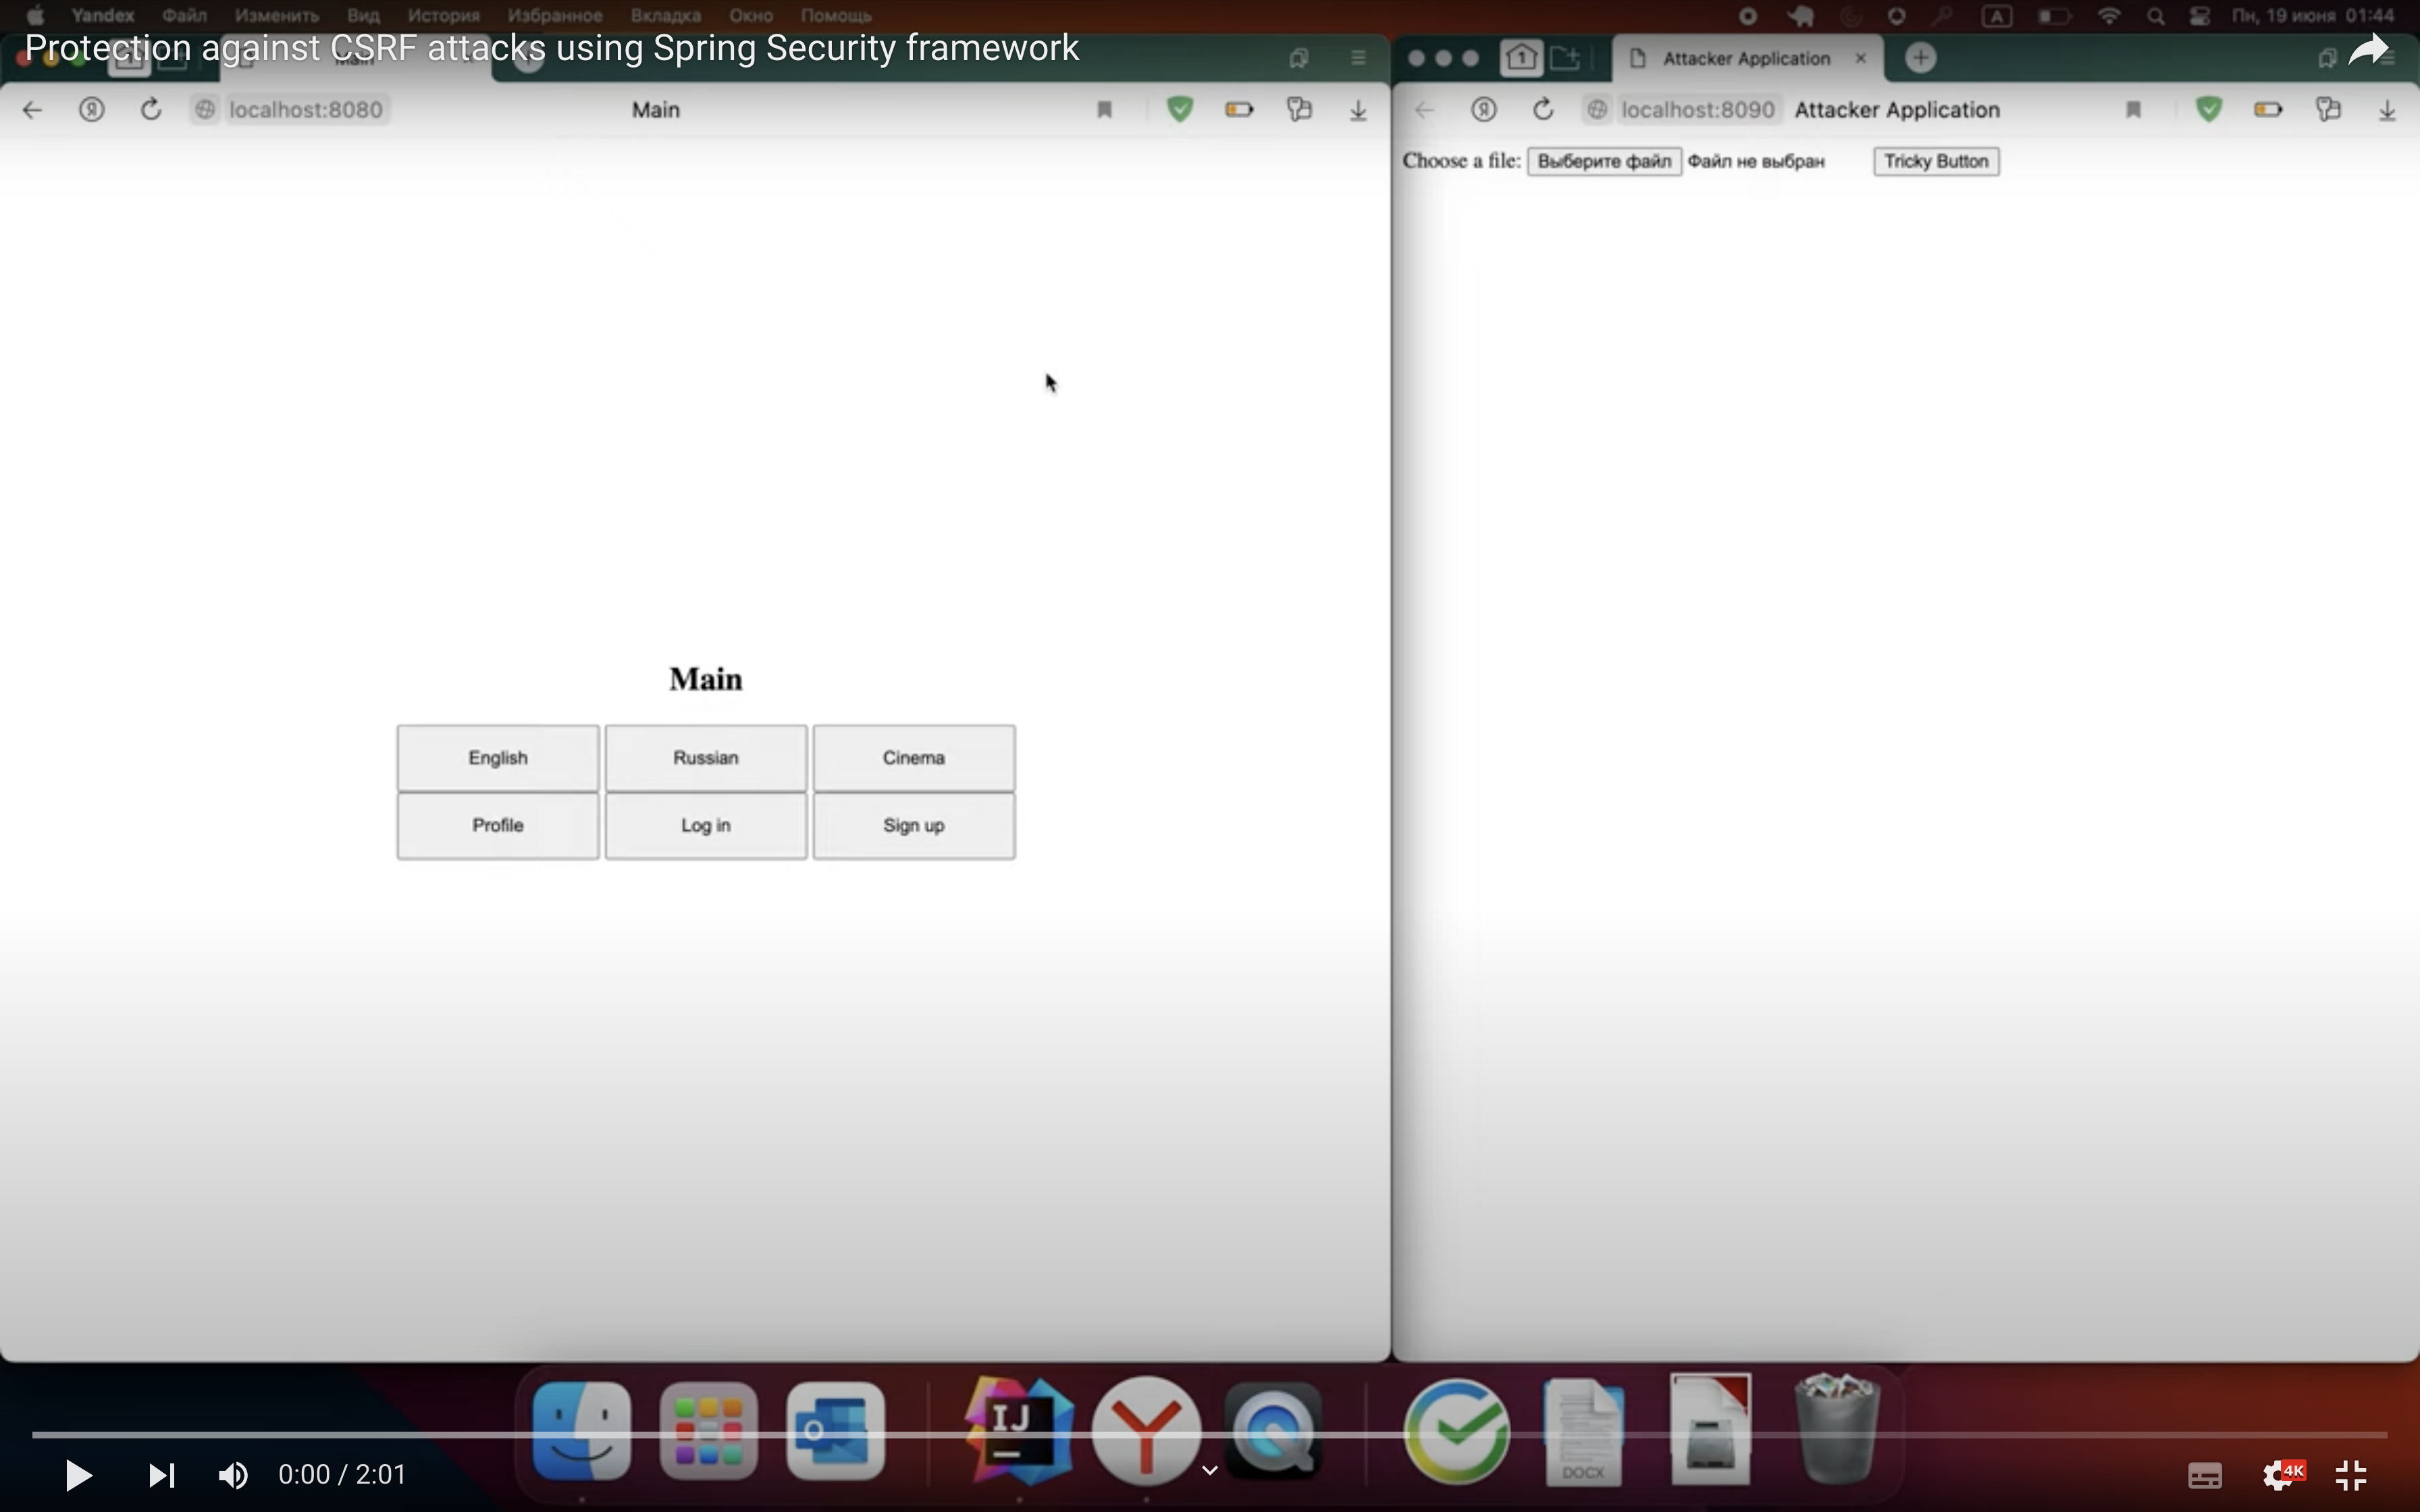 Yandex Файл Изменить Вид История Избранное Вкладка Окно Помощь A Пн, 19 июня 01:44
Protection against CSRF attacks using Spring Security framework
1 Attacker Application
localhost:8080 Main
Я localhost:8090 Attacker Application
Choose a file: Выберите файл Файл не выбран Tricky Button
Main
English Russian Cinema
Profile Log in Sign up
IJ
DOCX
0:00 / 2:01
4K